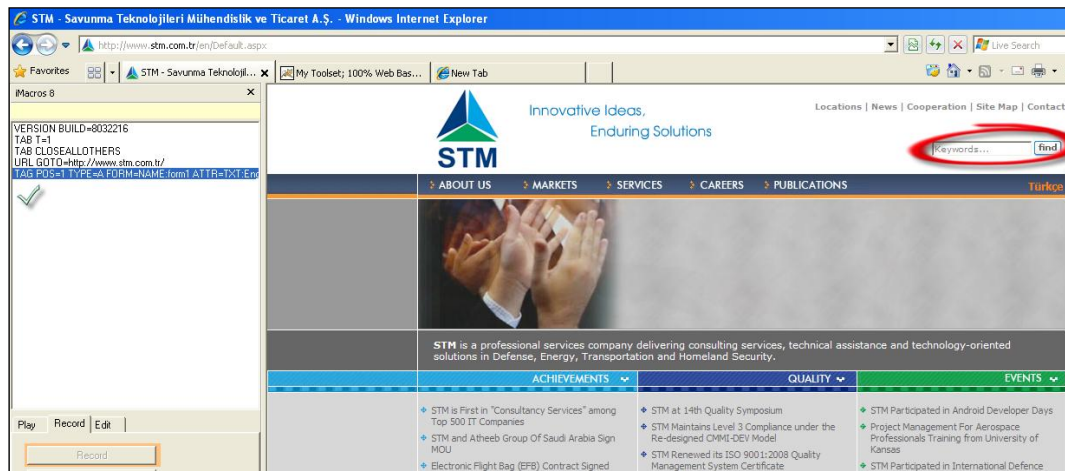 STM - Savunma Teknolojileri Mühendislik ve Ticaret A.Ş. - Windows Internet Explorer
http://www.stm.com.tr/en/Default.aspx
Live Search
Favorites
STM - Savunma Teknoloji...
My Toolset; 100% Web Bas...
New Tab
iMacros 8
VERSION BUILD=8032216
TAB T=1
TAB CLOSEALLOTHERS
URL GOTO=http://www.stm.com.tr/
TAG POS=1 TYPE=A FORM=NAME:form1 ATTR=TXT:Eng
Play Record Edit
Record
STM
Innovative Ideas,
Enduring Solutions
Locations | News | Cooperation | Site Map | Contact
Keywords... find
ABOUT US MARKETS SERVICES CAREERS PUBLICATIONS Türkçe
STM is a professional services company delivering consulting services, technical assistance and technology-oriented
solutions in Defense, Energy, Transportation and Homeland Security.
ACHIEVEMENTS
STM is First in "Consultancy Services" among
Top 500 IT Companies
STM and Atheeb Group Of Saudi Arabia Sign
MOU
Electronic Flight Bag (EFB) Contract Signed
QUALITY
STM at 14th Quality Symposium
STM Maintains Level 3 Compliance under the
Re-designed CMMI-DEV Model
STM Renewed its ISO 9001:2008 Quality
Management System Certificate
EVENTS
STM Participated in Android Developer Days
Project Management For Aerospace
Professionals Training from University of
Kansas
STM Participated in International Defence